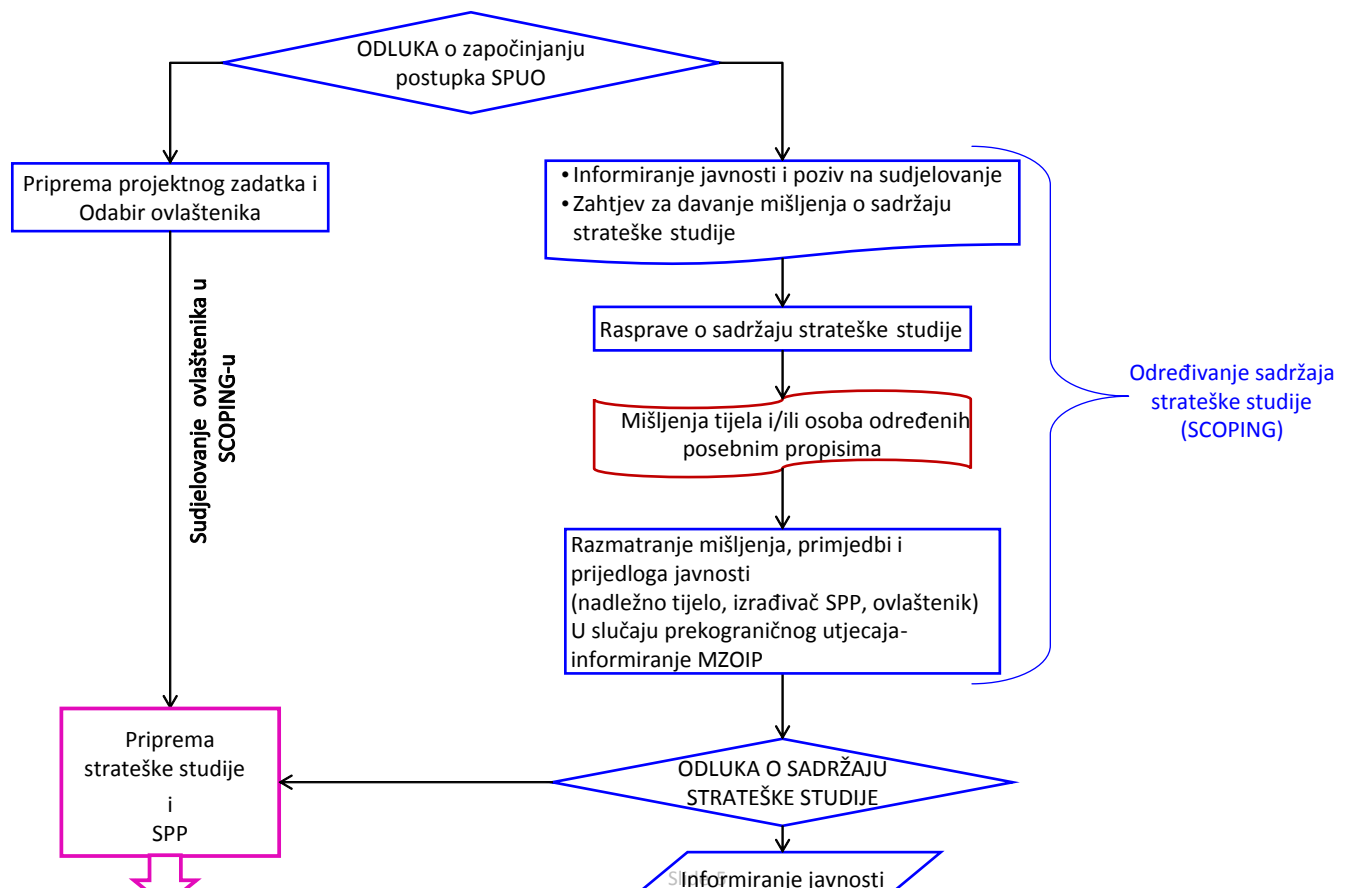 ODLUKA o započinjanju
postupka SPUO
Priprema projektnog zadatka i
Odabir ovlaštenika
• Informiranje javnosti i poziv na sudjelovanje
• Zahtjev za davanje mišljenja o sadržaju
strateške studije
Sudjelovanje ovlaštenika u
SCOPING-u
Rasprave o sadržaju strateške studije
Mišljenja tijela i/ili osoba određenih
posebnim propisima
Određivanje sadržaja
strateške studije
(SCOPING)
Razmatranje mišljenja, primjedbi i
prijedloga javnosti
(nadležno tijelo, izrađivač SPP, ovlaštenik)
U slučaju prekograničnog utjecaja-
informiranje MZOIP
Priprema
strateške studije
i
SPP
ODLUKA O SADRŽAJU
STRATEŠKE STUDIJE
Informiranje javnosti